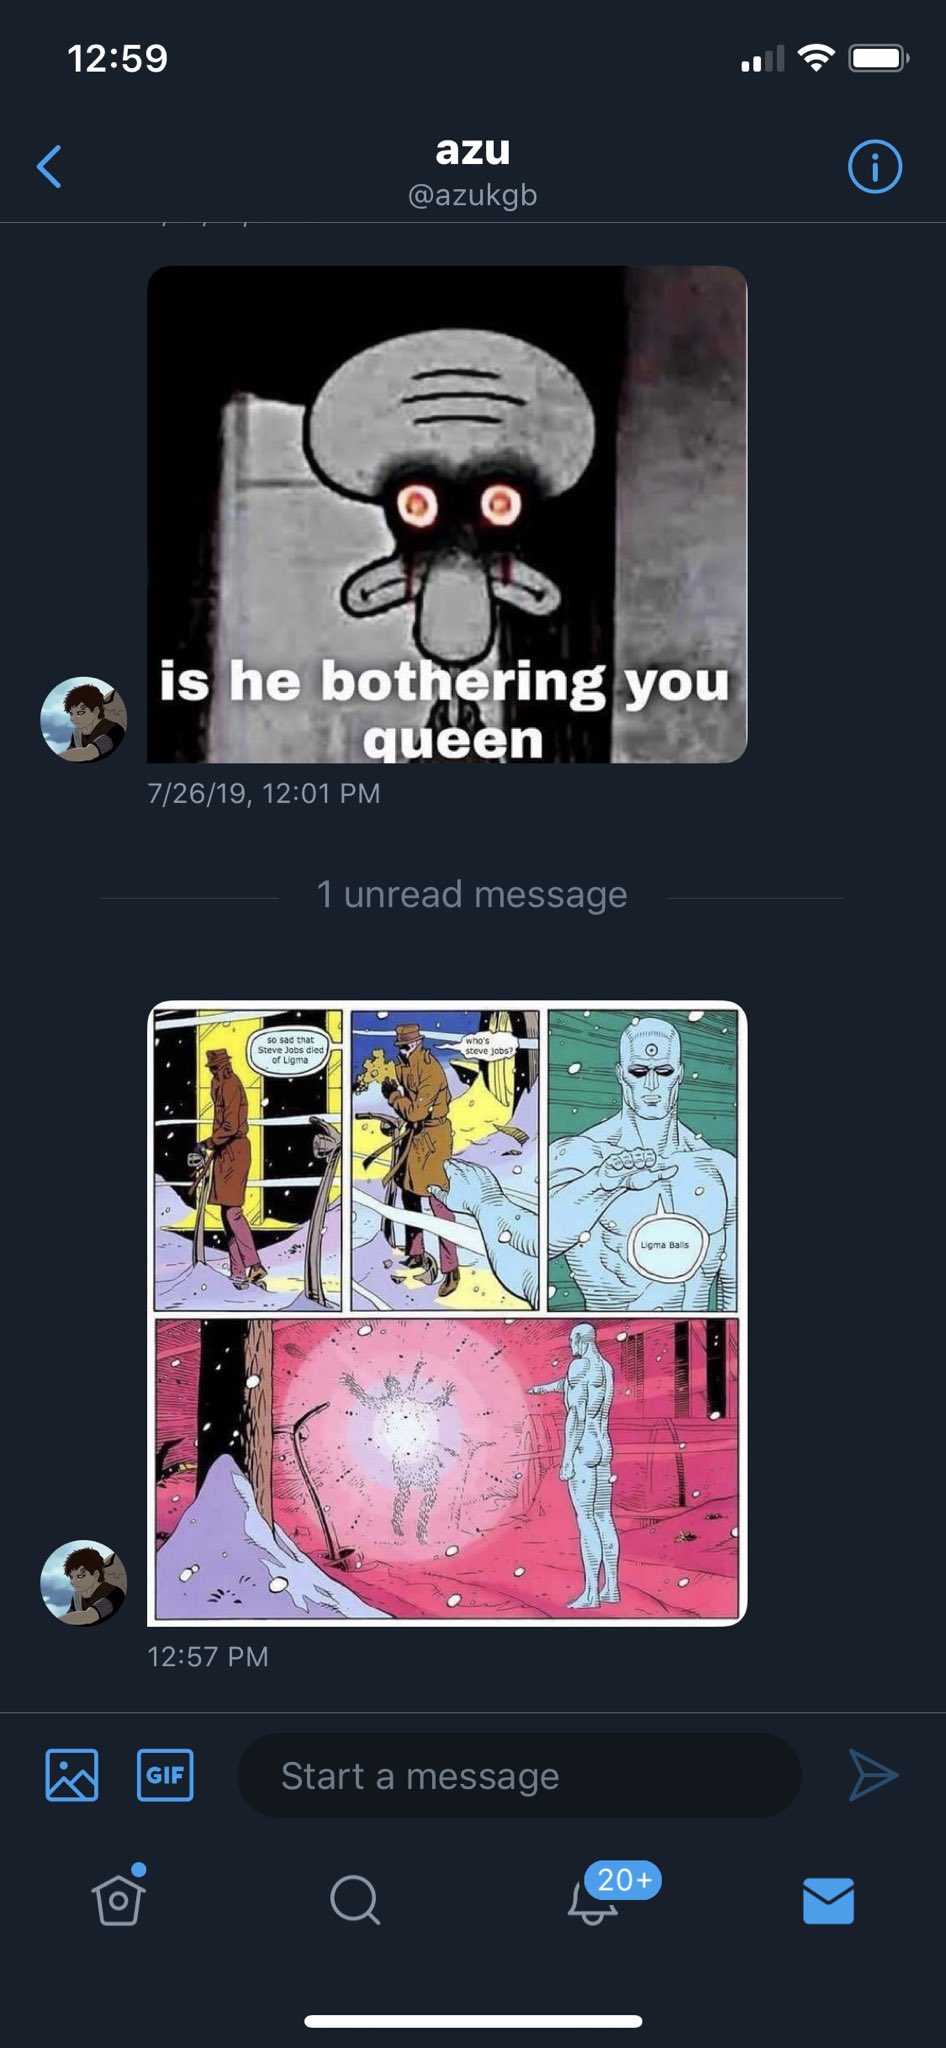 12:59
azu
@azukgb
is he bothering you
queen
7/26/19, 12:01 PM
1 unread message
so sad that
Steve Jobs died
of Ligma
who's
steve jobs?
Ligma Balls
12:57 PM
GIF
Start a message
20+